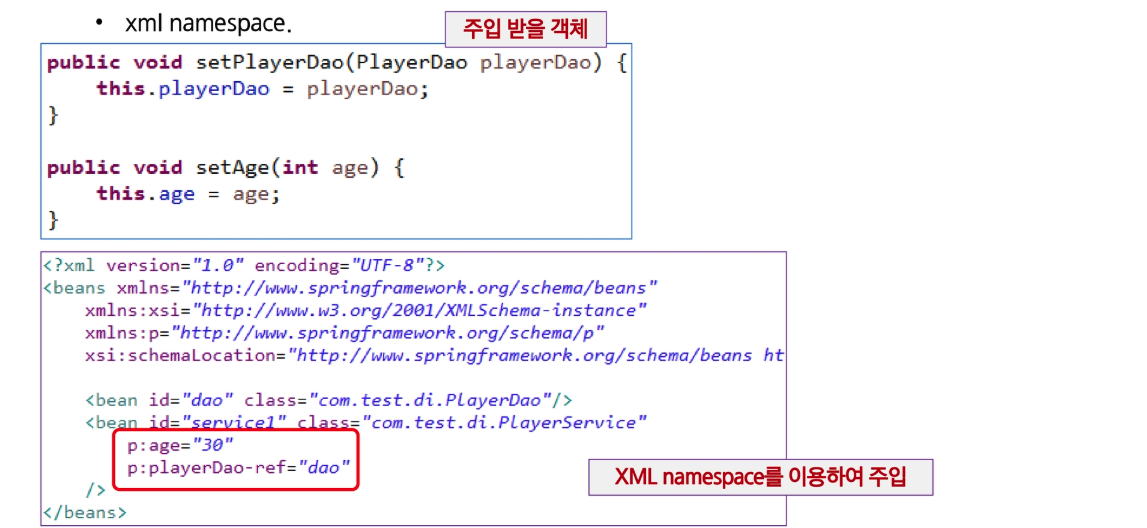 • xml namespace.
주입 받을 객체
public void setPlayerDao(PlayerDao playerDao) {
    this.playerDao = playerDao;
}
public void setAge(int age) {
    this.age = age;
}
<?xml version="1.0" encoding="UTF-8"?>
<beans xmlns="http://www.springframework.org/schema/beans"
    xmlns:xsi="http://www.w3.org/2001/XMLSchema-instance"
    xmlns:p="http://www.springframework.org/schema/p"
    xsi:schemaLocation="http://www.springframework.org/schema/beans ht
    <bean id="dao" class="com.test.di.PlayerDao"/>
    <bean id="service1" class="com.test.di.PlayerService"
        p:age="30"
        p:playerDao-ref="dao"
    />
</beans>
XML namespace를 이용하여 주입